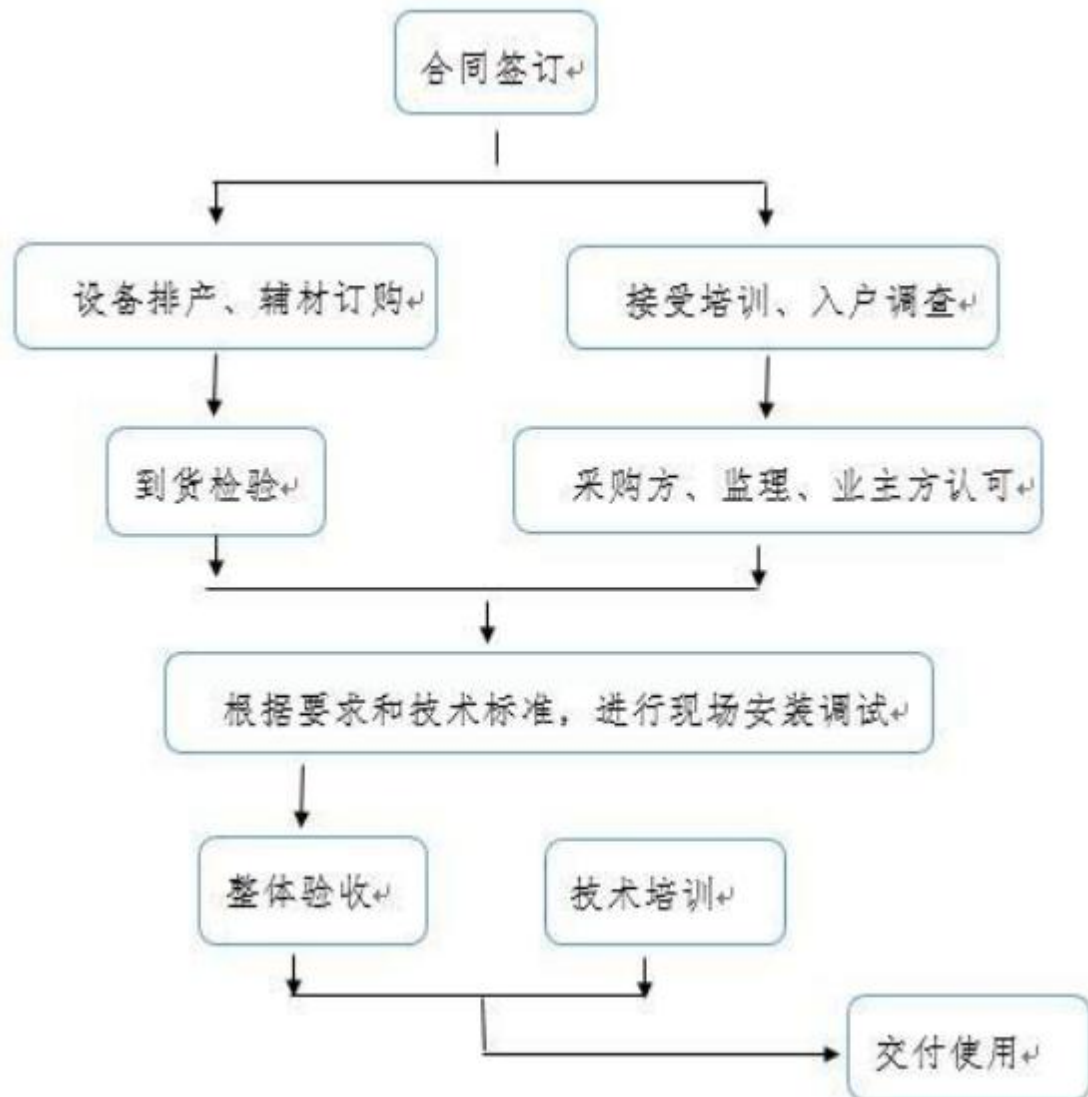 合同签订
设备排产、辅材订购
接受培训、入户调查
到货检验
采购方、监理、业主方认可
根据要求和技术标准，进行现场安装调试
整体验收
技术培训
交付使用